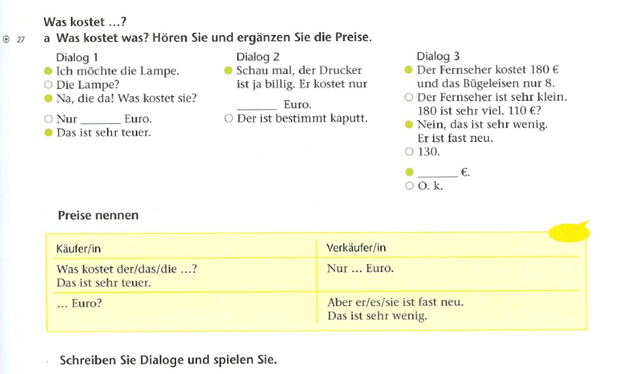 Was kostet ...?
27
a Was kostet was? Hören Sie und ergänzen Sie die Preise.
Dialog 1
Ich möchte die Lampe.
Die Lampe?
Na, die da! Was kostet sie?
Nur ______ Euro.
Das ist sehr teuer.
Dialog 2
Schau mal, der Drucker
ist ja billig. Er kostet nur
______ Euro.
Der ist bestimmt kaputt.
Dialog 3
Der Fernseher kostet 180 €
und das Bügeleisen nur 8.
Der Fernseher ist sehr klein.
180 ist sehr viel. 110 €?
Nein, das ist sehr wenig.
Er ist fast neu.
130.
______ €.
O. k.
Preise nennen
Käufer/in
Verkäufer/in
Was kostet der/das/die ...?
Das ist sehr teuer.
Nur ... Euro.
... Euro?
Aber er/es/sie ist fast neu.
Das ist sehr wenig.
Schreiben Sie Dialoge und spielen Sie.